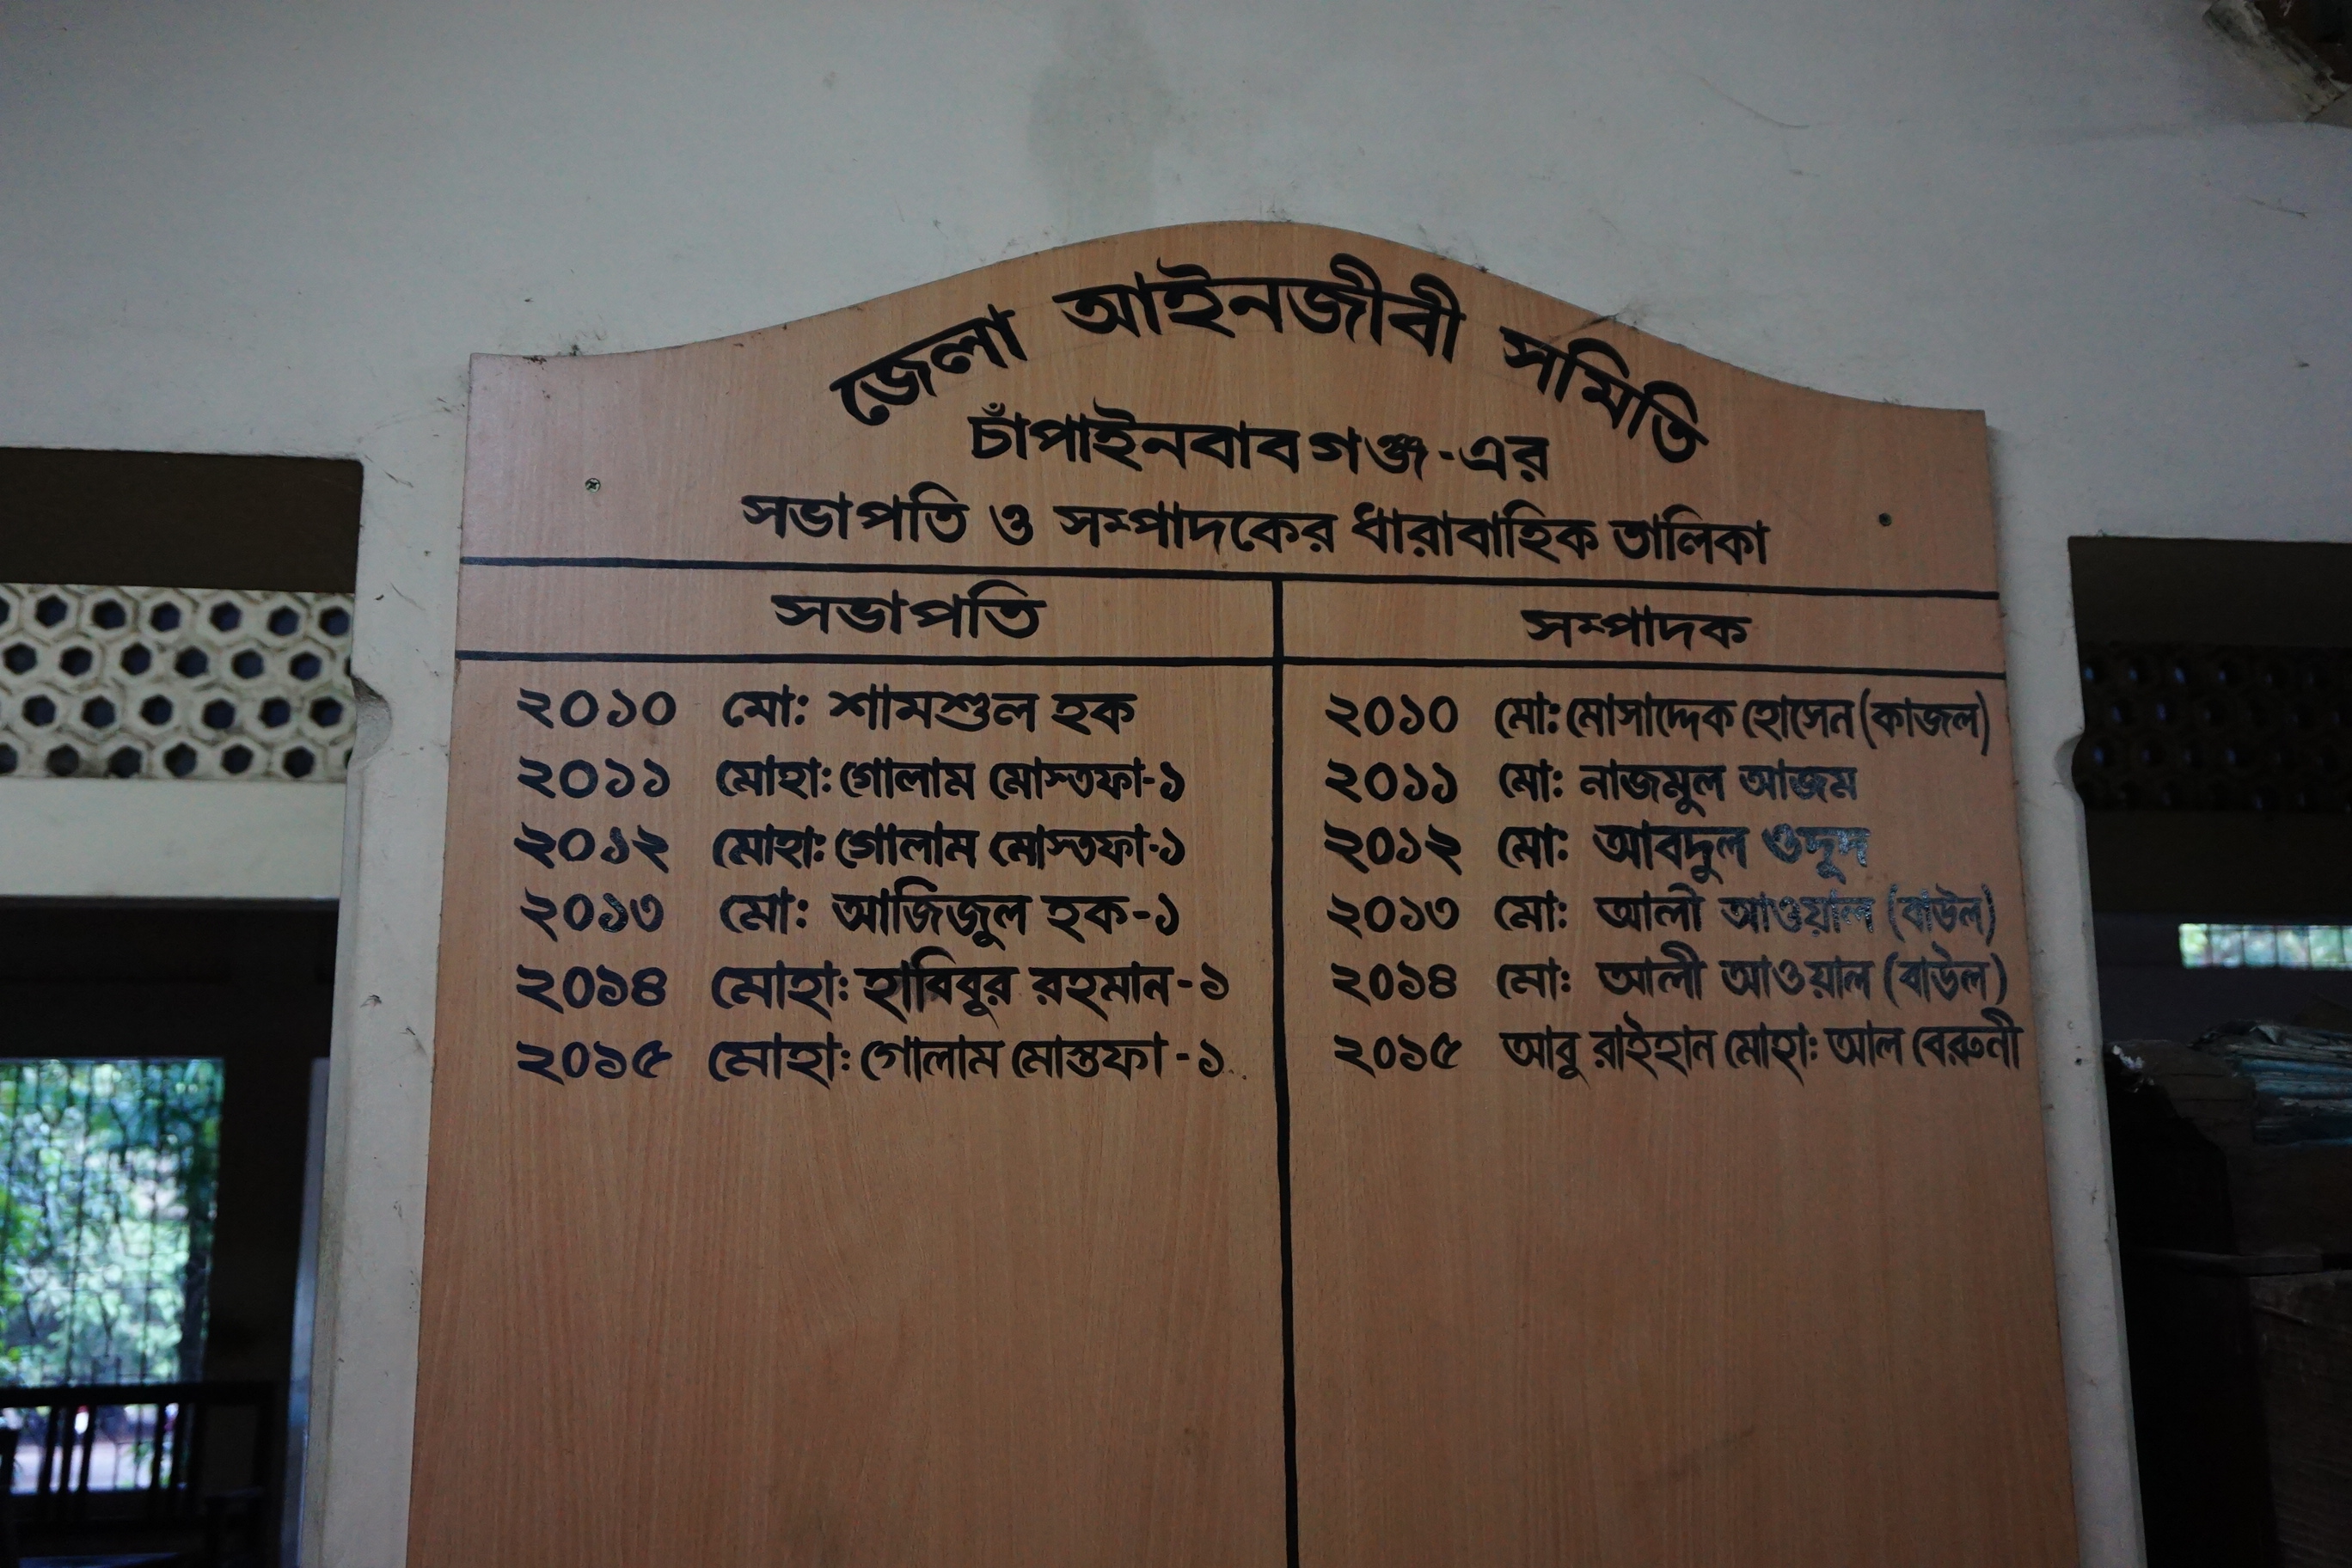 জেলা আইনজীবী সমিতি
চাঁপাইনবাবগঞ্জ-এর
সভাপতি ও সম্পাদকের ধারাবাহিক তালিকা
সভাপতি সম্পাদক
২০১০ মো: শামশুল হক ২০১০ মো: মোসাদ্দেক হোসেন (কাজল)
২০১১ মোহা: গোলাম মোস্তফা-১ ২০১১ মো: নাজমুল আজম
২০১২ মোহা: গোলাম মোস্তফা-১ ২০১২ মো: আবদুল ওদূদ
২০১৩ মো: আজিজুল হক-১ ২০১৩ মো: আলী আওয়াল (বাউল)
২০১৪ মোহা: হাবিবুর রহমান-১ ২০১৪ মো: আলী আওয়াল (বাউল)
২০১৫ মোহা: গোলাম মোস্তফা-১ ২০১৫ আবু রাইহান মোহা: আল বেরুনী